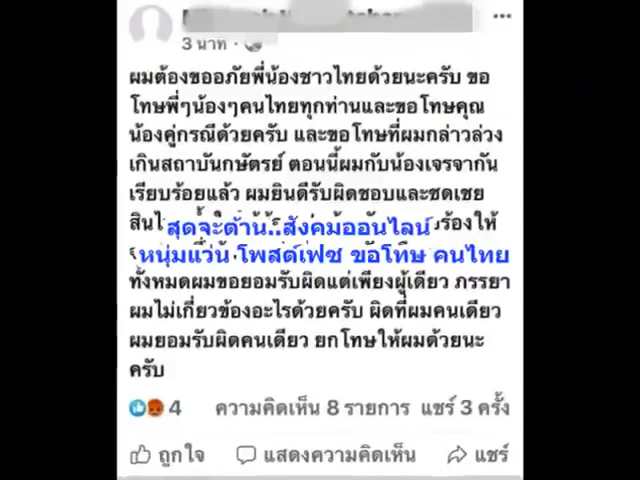 3 นาที ·
ผมต้องขออภัยพี่น้องชาวไทยด้วยนะครับ ขอ
โทษพี่ๆน้องๆคนไทยทุกท่านและขอโทษคุณ
น้องคู่กรณีด้วยครับ และขอโทษที่ผมกล่าวล่วง
เกินสถาบันกษัตรย์ ตอนนี้ผมกับน้องเจรจากัน
เรียบร้อยแล้ว ผมยินดีรับผิดชอบและชดเชย
สุดจะต้าน..สังคมออนไลน์
หนุ่มแว่น โพสต์เฟช ขอโทษ คนไทย
ทั้งหมดผมขอยอมรับผิดแต่เพียงผู้เดียว ภรรยา
ผมไม่เกี่ยวข้องอะไรด้วยครับ ผิดที่ผมคนเดียว
ผมยอมรับผิดคนเดียว ยกโทษให้ผมด้วยนะ
ครับ
4 ความคิดเห็น 8 รายการ แชร์ 3 ครั้ง
ถูกใจ แสดงความคิดเห็น แชร์